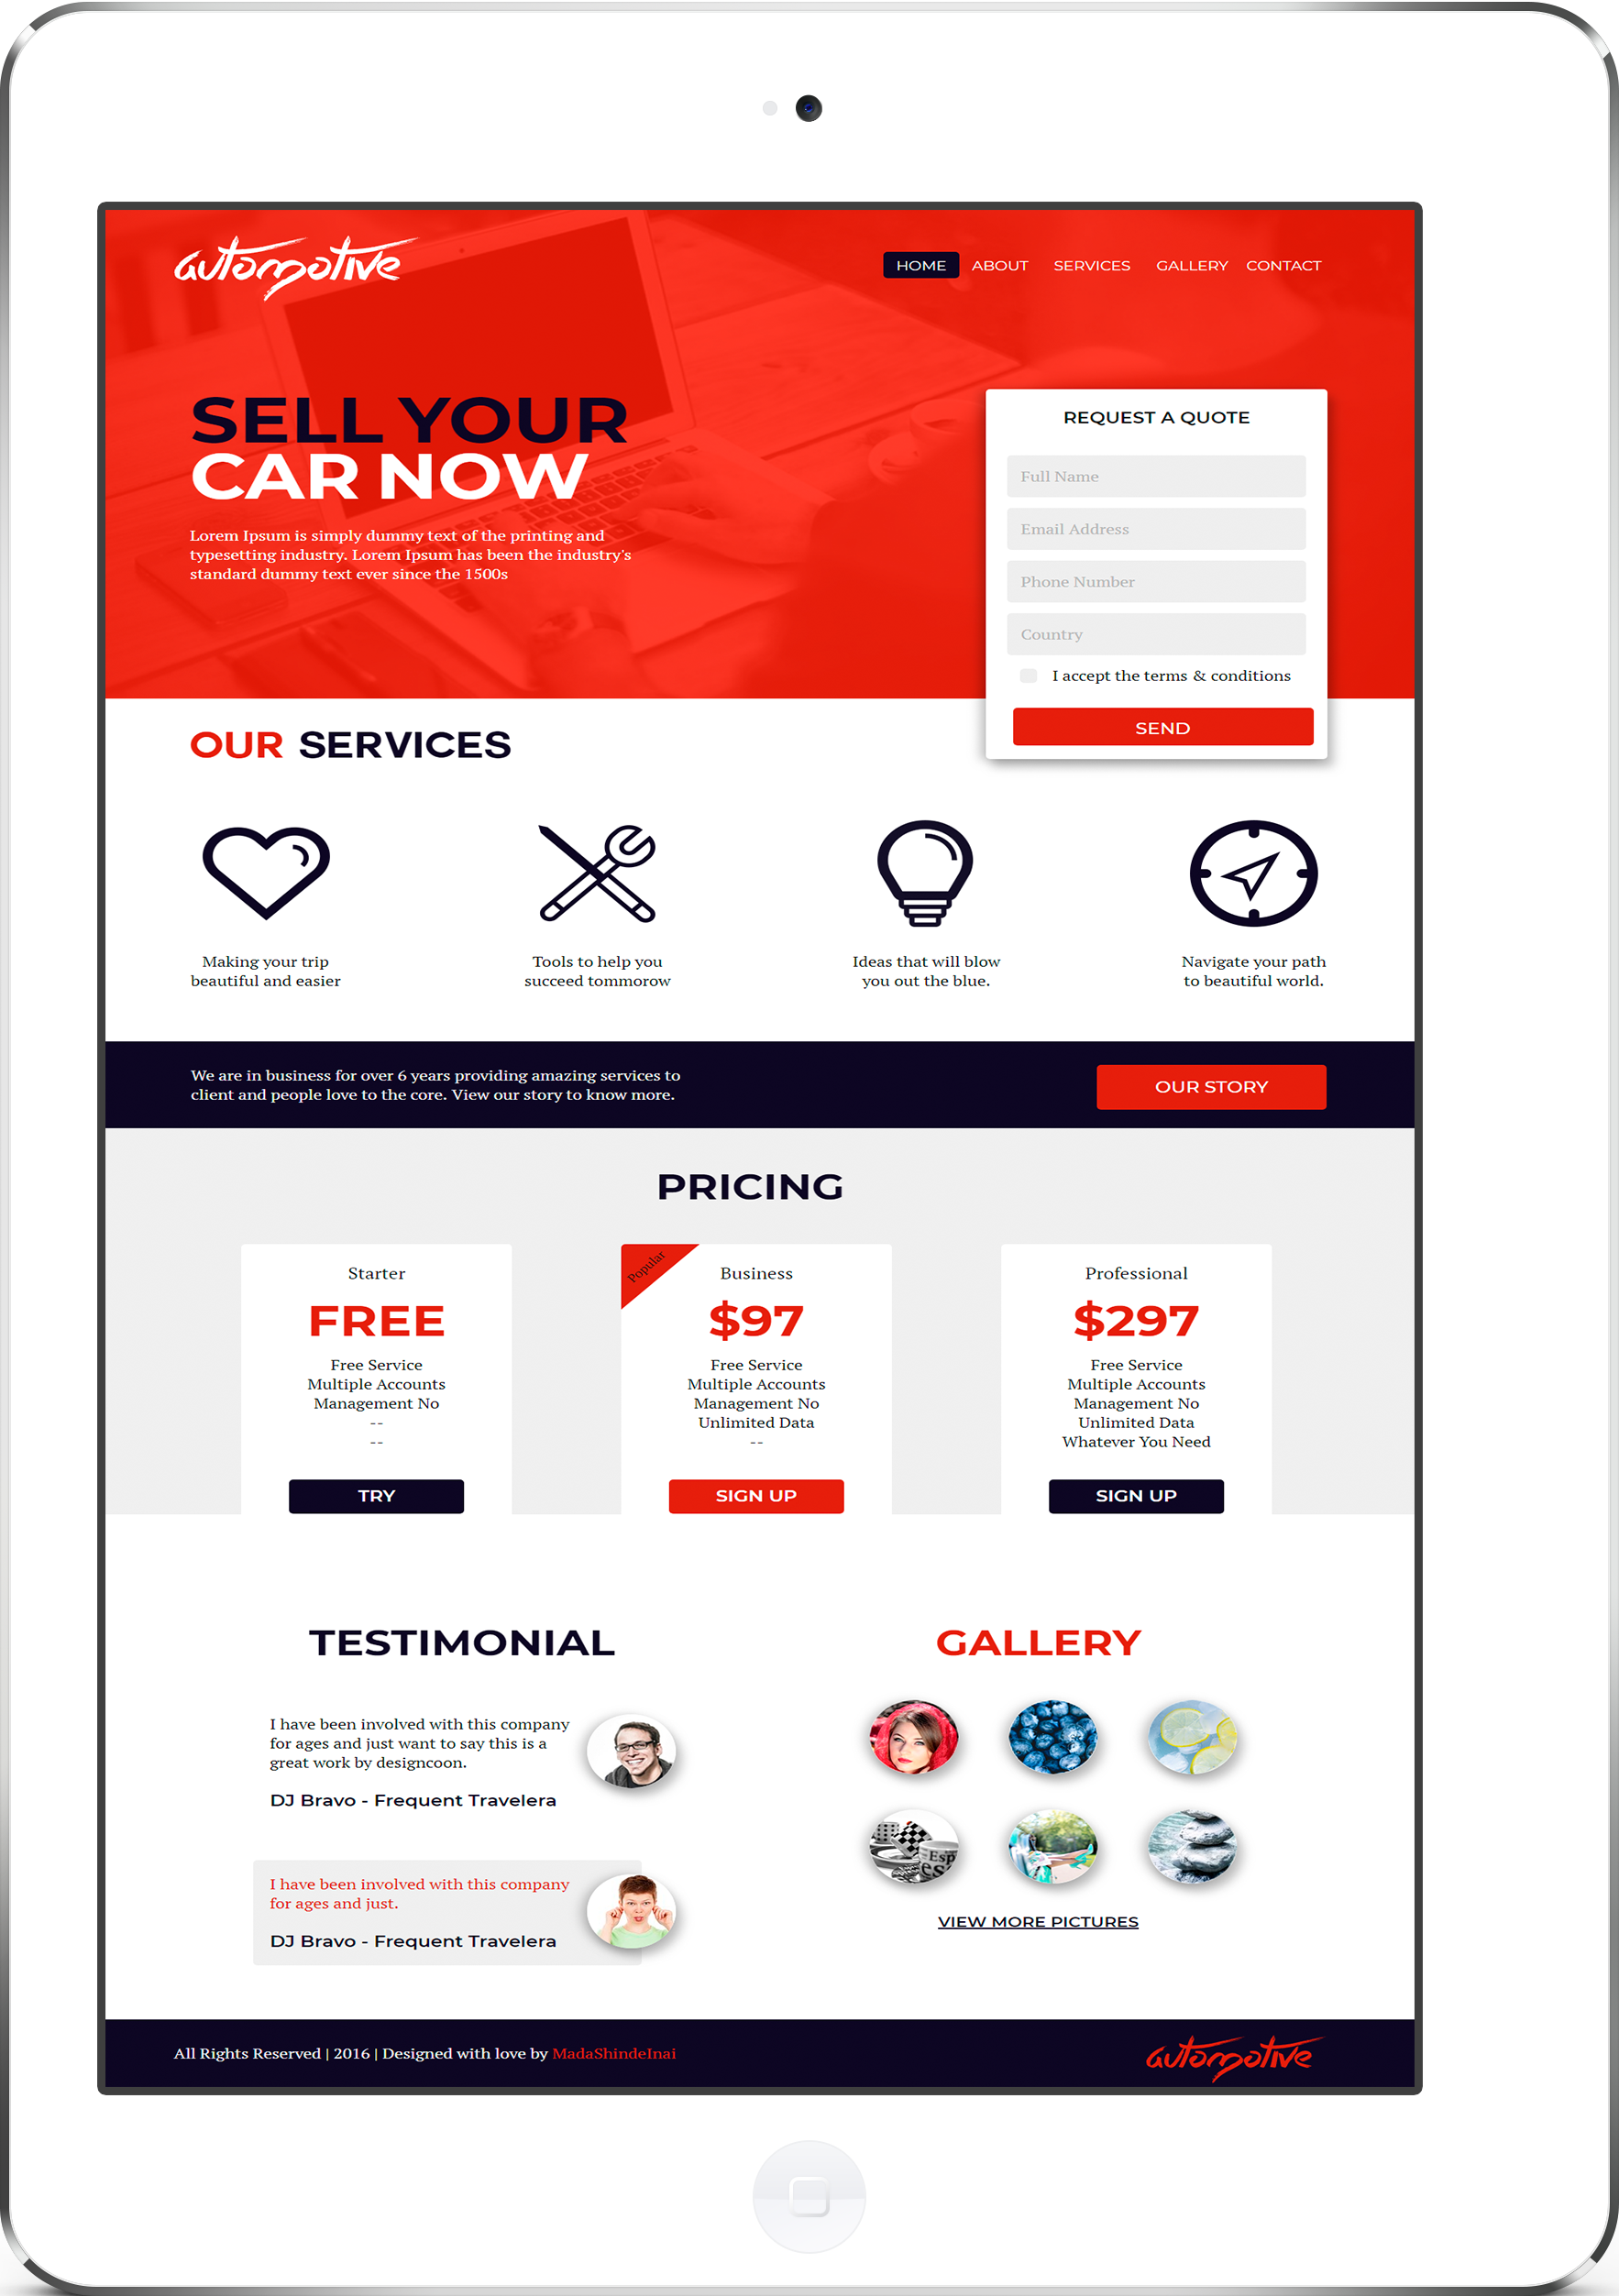 automotive
HOME ABOUT SERVICES GALLERY CONTACT
SELL YOUR
CAR NOW
Lorem Ipsum is simply dummy text of the printing and
typesetting industry. Lorem Ipsum has been the industry's
standard dummy text ever since the 1500s
REQUEST A QUOTE
Full Name
Email Address
Phone Number
Country
I accept the terms & conditions
SEND
OUR SERVICES
Making your trip
beautiful and easier
Tools to help you
succeed tommorow
Ideas that will blow
you out the blue.
Navigate your path
to beautiful world.
We are in business for over 6 years providing amazing services to
client and people love to the core. View our story to know more.
OUR STORY
PRICING
Starter
FREE
Free Service
Multiple Accounts
Management No
--
--
TRY
Popular
Business
$97
Free Service
Multiple Accounts
Management No
Unlimited Data
--
SIGN UP
Professional
$297
Free Service
Multiple Accounts
Management No
Unlimited Data
Whatever You Need
SIGN UP
TESTIMONIAL
I have been involved with this company
for ages and just want to say this is a
great work by designcoon.
DJ Bravo - Frequent Travelera
I have been involved with this company
for ages and just.
DJ Bravo - Frequent Travelera
GALLERY
Esp
es
VIEW MORE PICTURES
All Rights Reserved | 2016 | Designed with love by MadaShindeInai
automotive